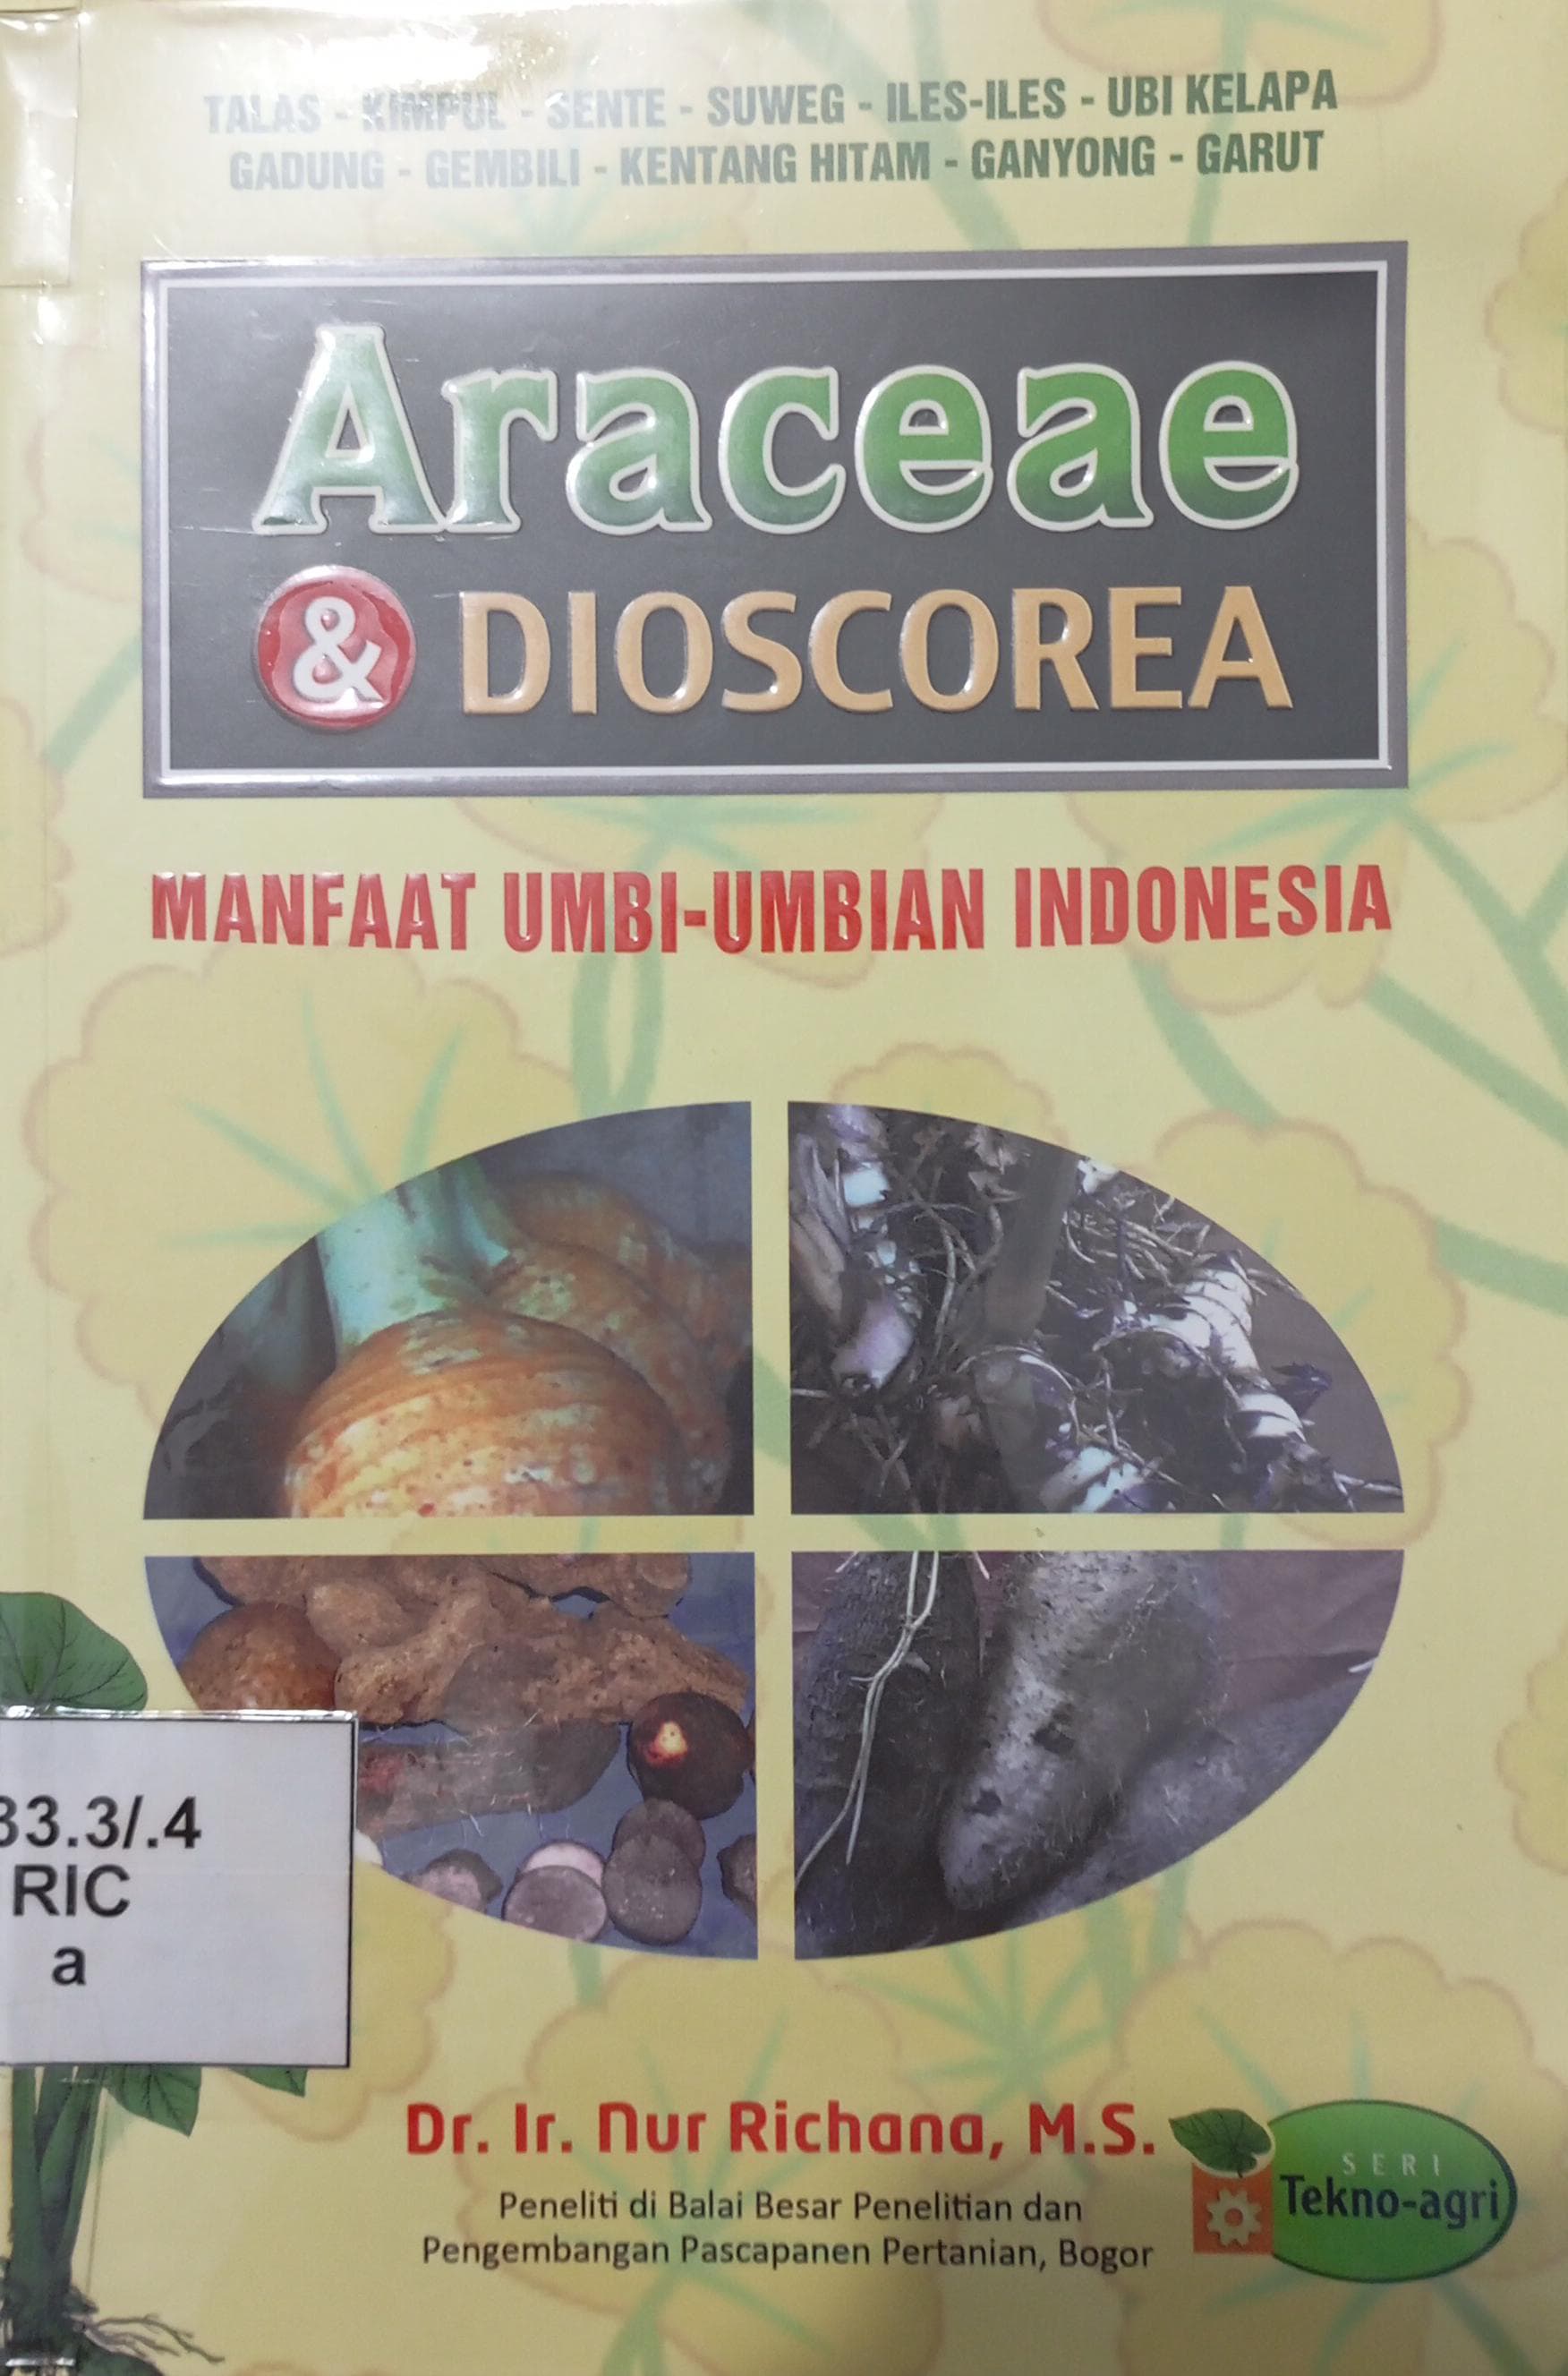 TALAS - KIMPUL - SENTE - SUWEG - ILES-ILES - UBI KELAPA
GADUNG - GEMBILI - KENTANG HITAM - GANYONG - GARUT
Araceae
& DIOSCOREA
MANFAAT UMBI-UMBIAN INDONESIA
33.3/.4
RIC
a
Dr. Ir. Nur Richana, M.S.
Peneliti di Balai Besar Penelitian dan
Pengembangan Pascapanen Pertanian, Bogor
SERI
Tekno-agri